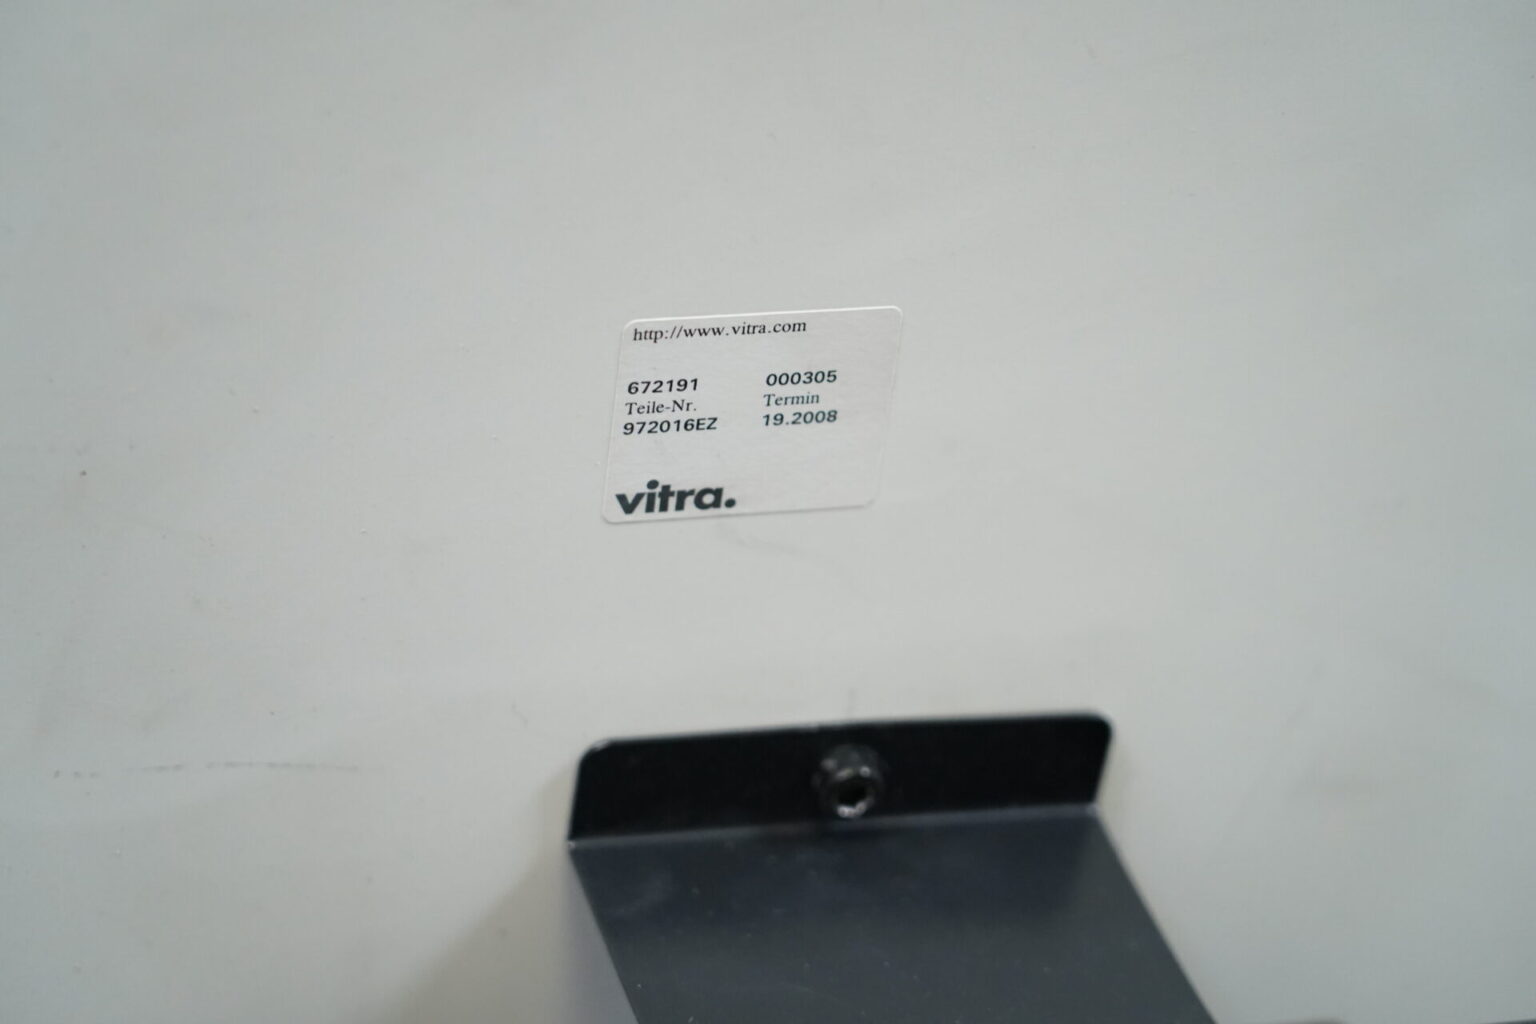 http://www.vitra.com
672191 000305
Teile-Nr. Termin
972016EZ 19.2008
vitra.